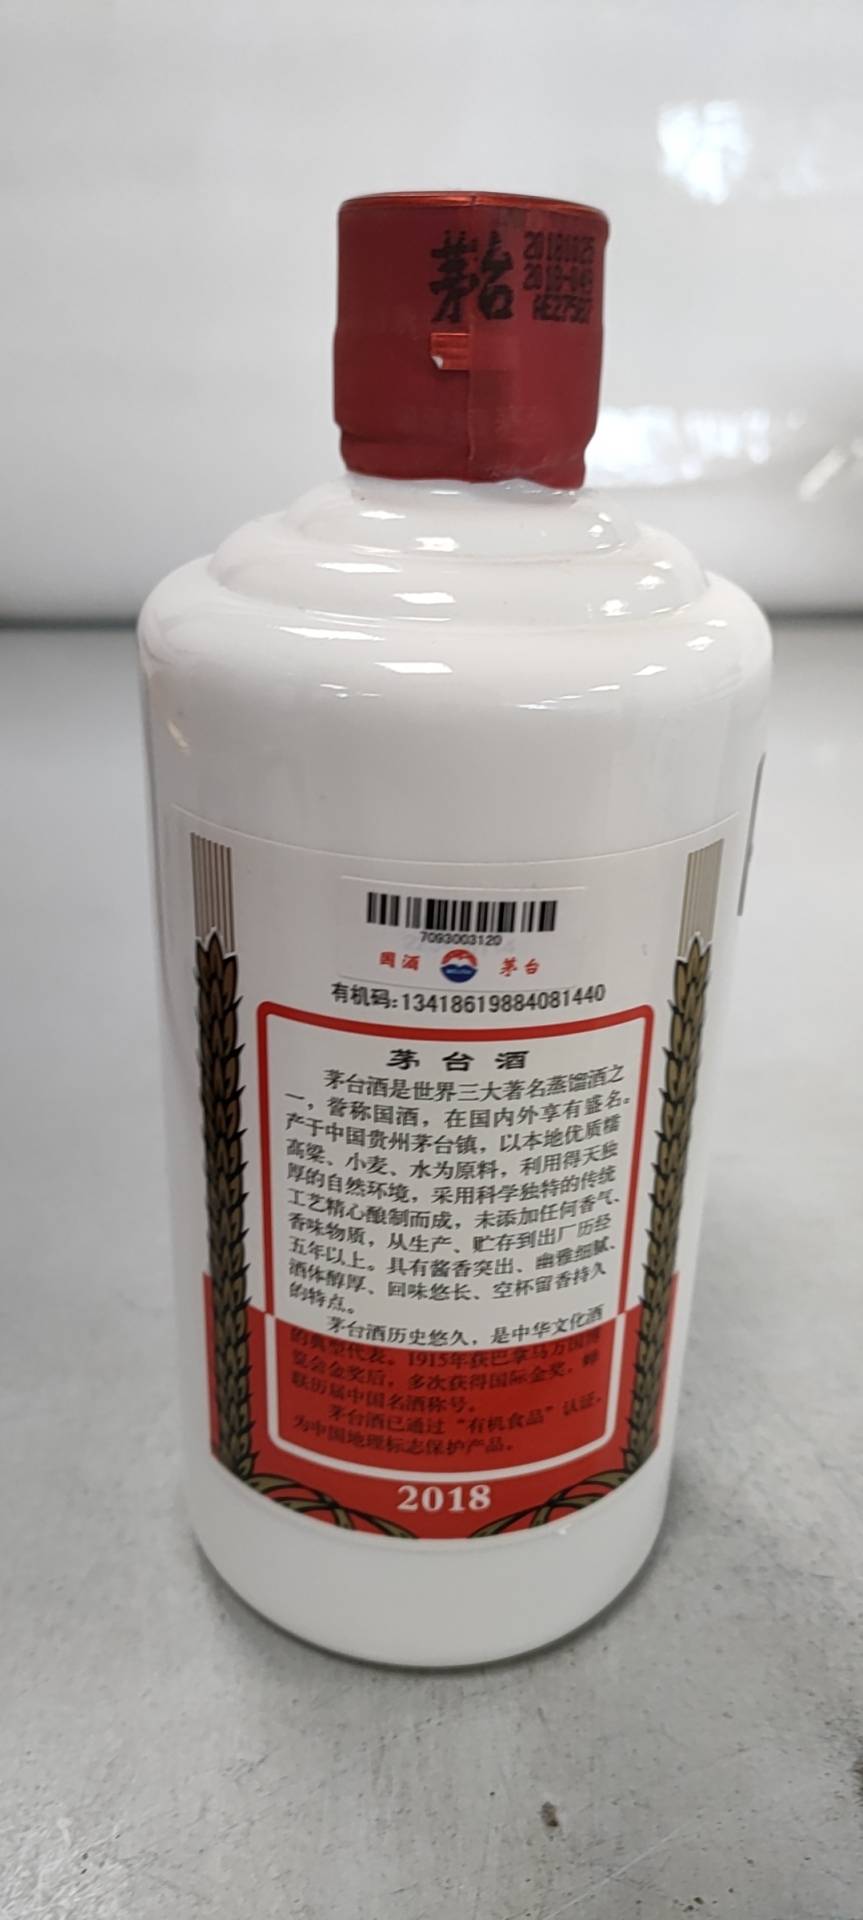 茅台
20181025
2018-049
AE27587
7093003120
国酒 茅台
有机码:13418619884081440
茅台酒
茅台酒是世界三大著名蒸馏酒之
一，誉称国酒，在国内外享有盛名。
产于中国贵州茅台镇，以本地优质糯
高粱、小麦、水为原料，利用得天独
厚的自然环境，采用科学独特的传统
工艺精心酿制而成，未添加任何香气、
香味物质，从生产、贮存到出厂历经
五年以上。具有酱香突出、幽雅细腻、
酒体醇厚、回味悠长、空杯留香持久
的特点。
茅台酒历史悠久，是中华文化酒
的典型代表。1915年获巴拿马万国博
览会金奖后，多次获得国际金奖，蝉
联历届中国名酒称号。
茅台酒已通过“有机食品”认证，
为中国地理标志保护产品。
2018